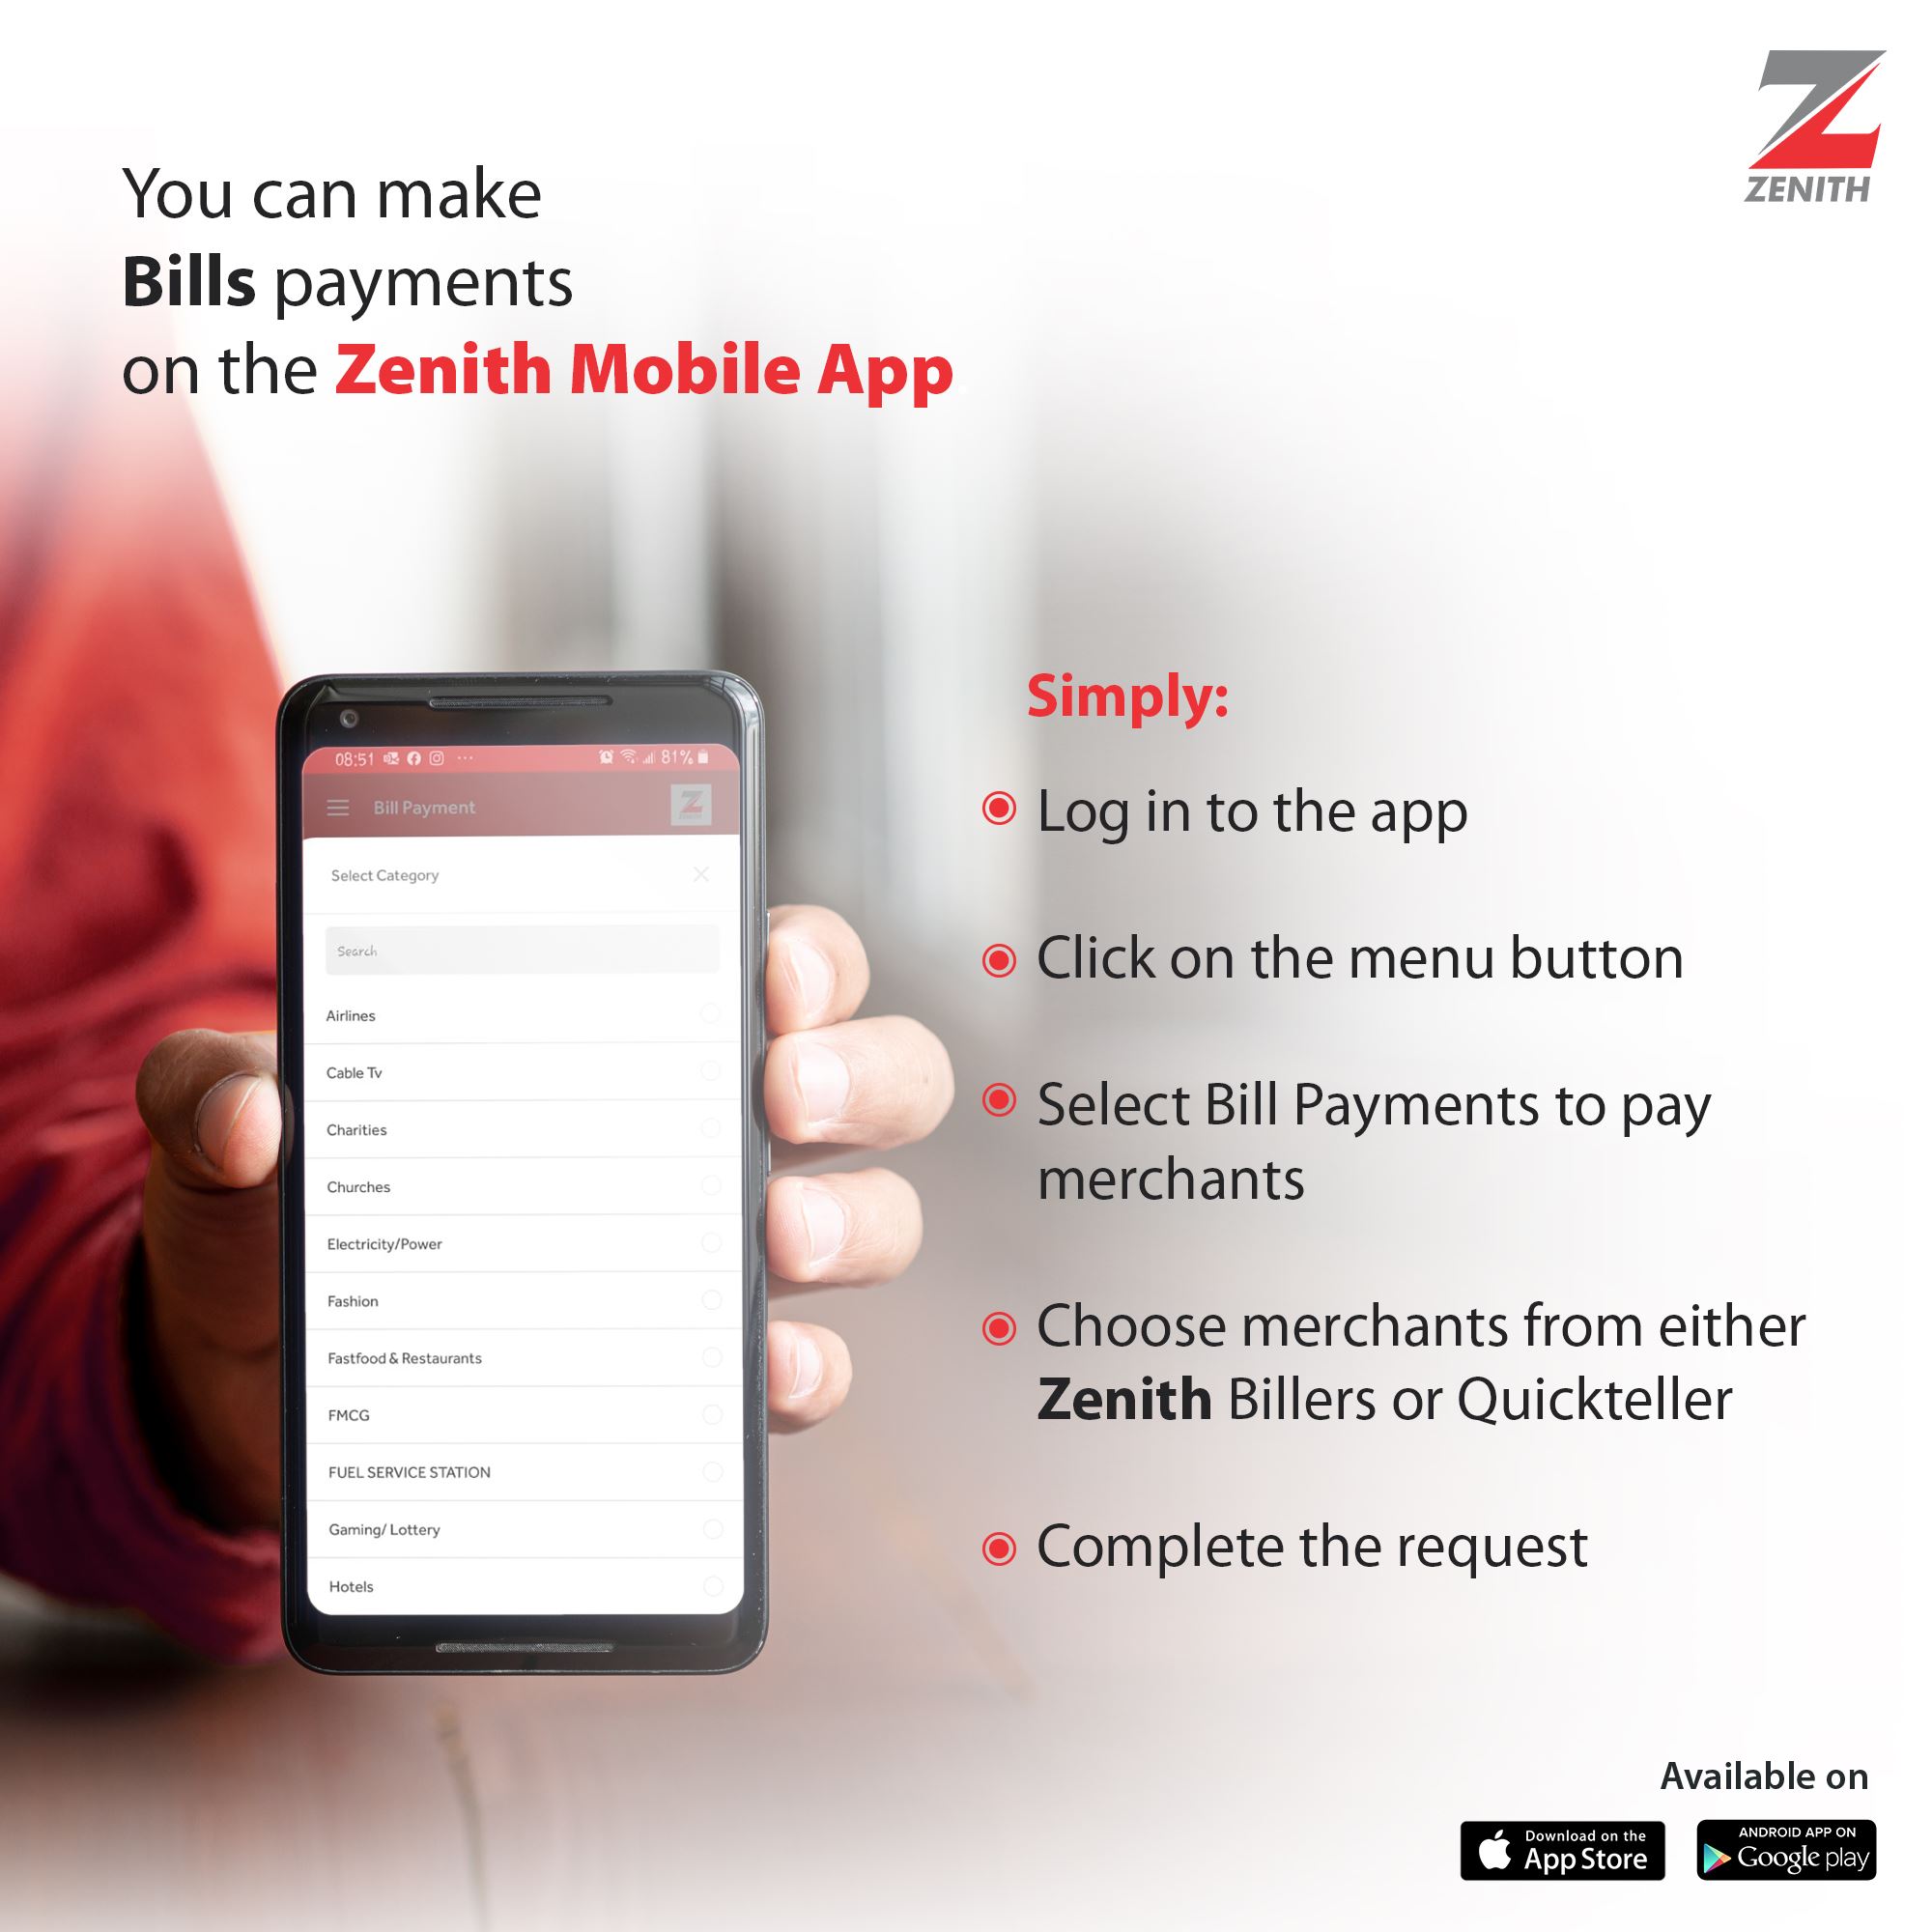 ZENITH
You can make
Bills payments
on the Zenith Mobile App
08:51
81%
Bill Payment
Select Category
Search
Airlines
Cable Tv
Charities
Churches
Electricity/Power
Fashion
Fastfood & Restaurants
FMCG
FUEL SERVICE STATION
Gaming/ Lottery
Hotels
Simply:
Log in to the app
Click on the menu button
Select Bill Payments to pay
merchants
Choose merchants from either
Zenith Billers or Quickteller
Complete the request
Available on
Download on the
App Store
ANDROID APP ON
Google play